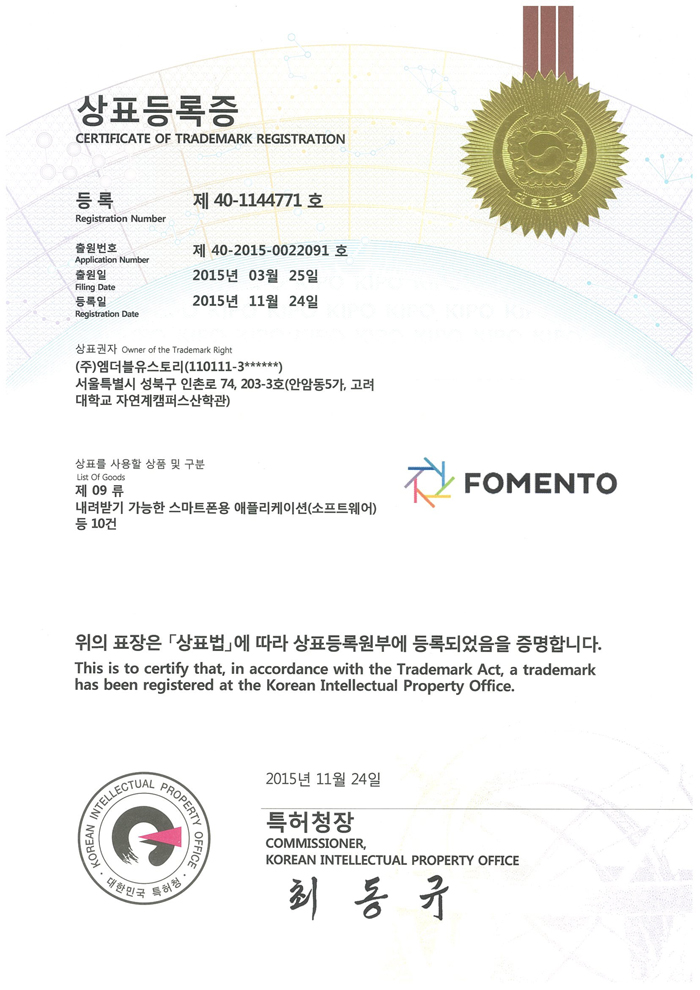 상표등록증
CERTIFICATE OF TRADEMARK REGISTRATION
등 록 제 40-1144771 호
Registration Number
출원번호 제 40-2015-0022091 호
Application Number
출원일 2015년 03월 25일
Filing Date
등록일 2015년 11월 24일
Registration Date
상표권자 Owner of the Trademark Right
(주)엠더블유스토리(110111-3******)
서울특별시 성북구 인촌로 74, 203-3호(안암동5가, 고려
대학교 자연계캠퍼스산학관)
상표를 사용할 상품 및 구분
List Of Goods
제 09 류
내려받기 가능한 스마트폰용 애플리케이션(소프트웨어)
등 10건
FOMENTO
위의 표장은 「상표법」에 따라 상표등록원부에 등록되었음을 증명합니다.
This is to certify that, in accordance with the Trademark Act, a trademark
has been registered at the Korean Intellectual Property Office.
2015년 11월 24일
특허청장
COMMISSIONER,
KOREAN INTELLECTUAL PROPERTY OFFICE
최 동 규
KOREAN INTELLECTUAL PROPERTY OFFICE
대한민국 특허청